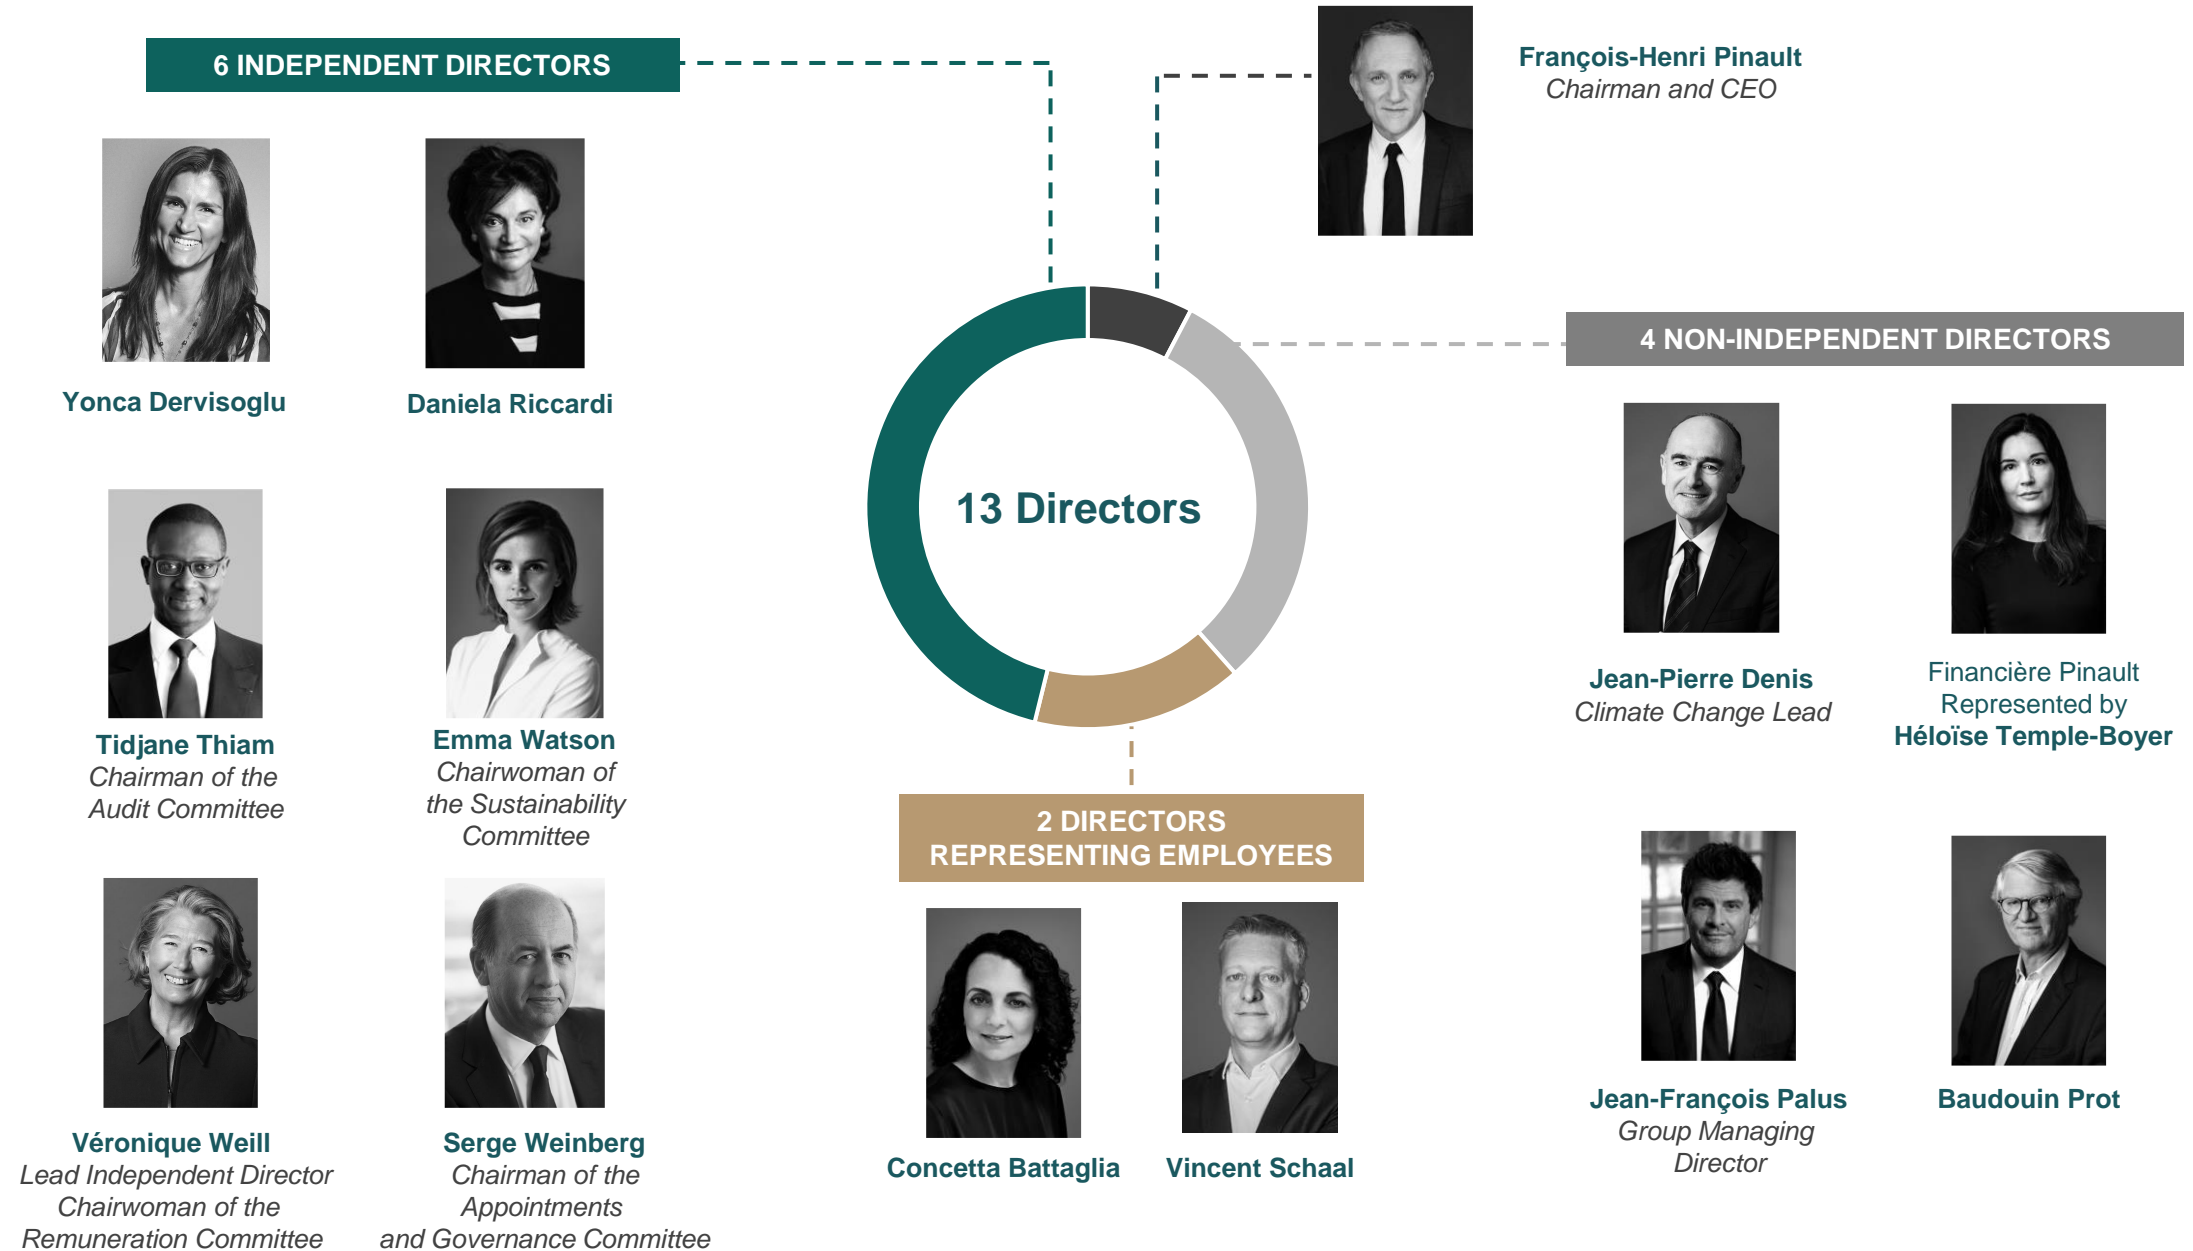 6 INDEPENDENT DIRECTORS
Yonca Dervisoglu
Daniela Riccardi
Tidjane Thiam
Chairman of the
Audit Committee
Emma Watson
Chairwoman of
the Sustainability
Committee
Véronique Weill
Lead Independent Director
Chairwoman of the
Remuneration Committee
Serge Weinberg
Chairman of the
Appointments
and Governance Committee
François-Henri Pinault
Chairman and CEO
13 Directors
2 DIRECTORS
REPRESENTING EMPLOYEES
Concetta Battaglia
Vincent Schaal
4 NON-INDEPENDENT DIRECTORS
Jean-Pierre Denis
Climate Change Lead
Financière Pinault
Represented by
Héloïse Temple-Boyer
Jean-François Palus
Group Managing
Director
Baudouin Prot